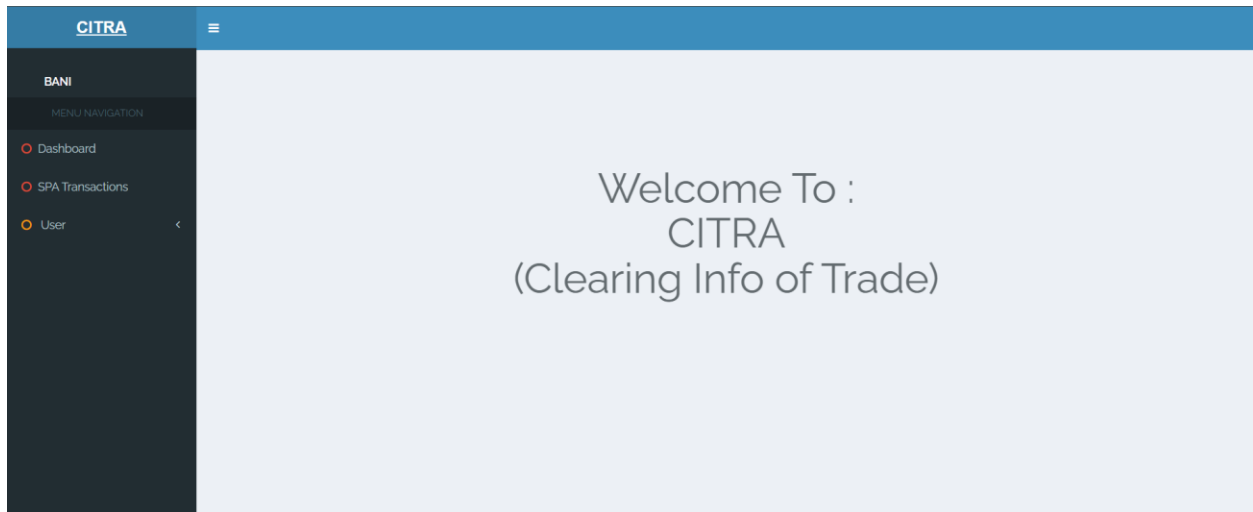 CITRA
BANI
MENU NAVIGATION
Dashboard
SPA Transactions
User
Welcome To :
CITRA
(Clearing Info of Trade)